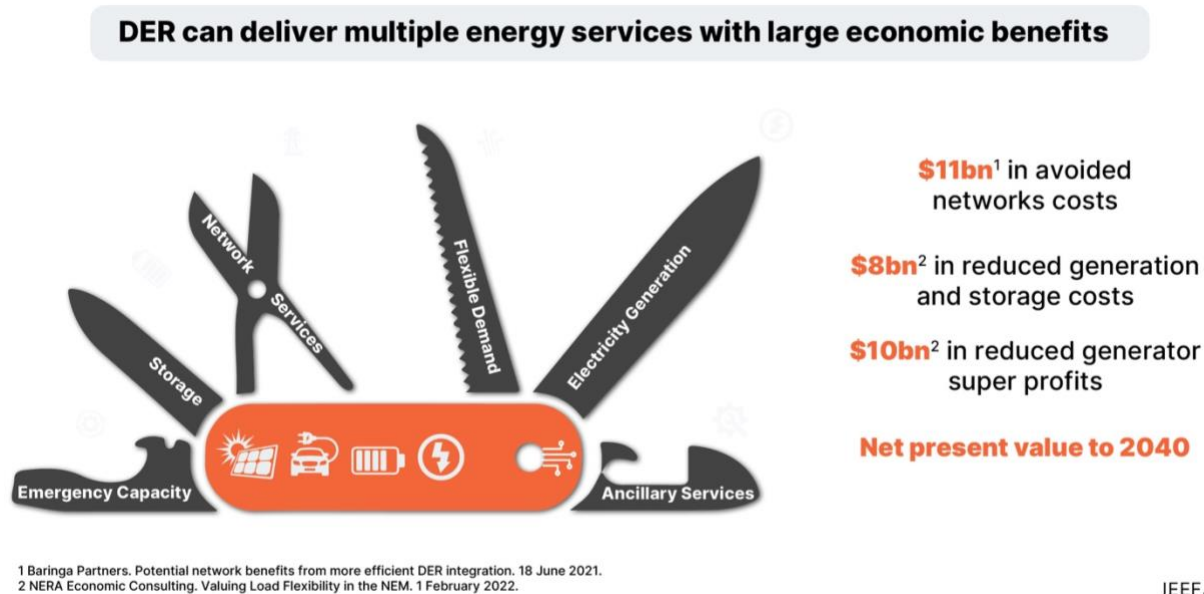 DER can deliver multiple energy services with large economic benefits
Network
Services
Flexible Demand
Electricity Generation
Storage
Emergency Capacity
Ancillary Services
$11bn¹ in avoided
networks costs
$8bn² in reduced generation
and storage costs
$10bn² in reduced generator
super profits
Net present value to 2040
1 Baringa Partners. Potential network benefits from more efficient DER integration. 18 June 2021.
2 NERA Economic Consulting. Valuing Load Flexibility in the NEM. 1 February 2022.